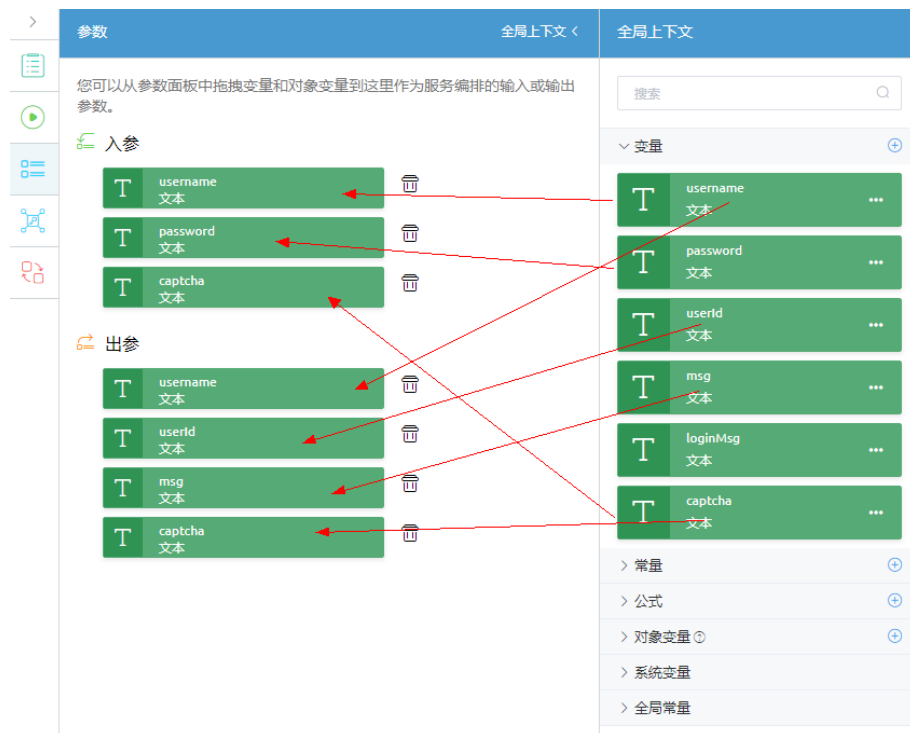 参数
全局上下文
您可以从参数面板中拖拽变量和对象变量到这里作为服务编排的输入或输出
参数。
入参
T
username
文本
T
password
文本
T
captcha
文本
出参
T
username
文本
T
userId
文本
T
msg
文本
T
captcha
文本
全局上下文
搜索
变量
T
username
文本
T
password
文本
T
userId
文本
T
msg
文本
T
loginMsg
文本
T
captcha
文本
常量
公式
对象变量
系统变量
全局常量